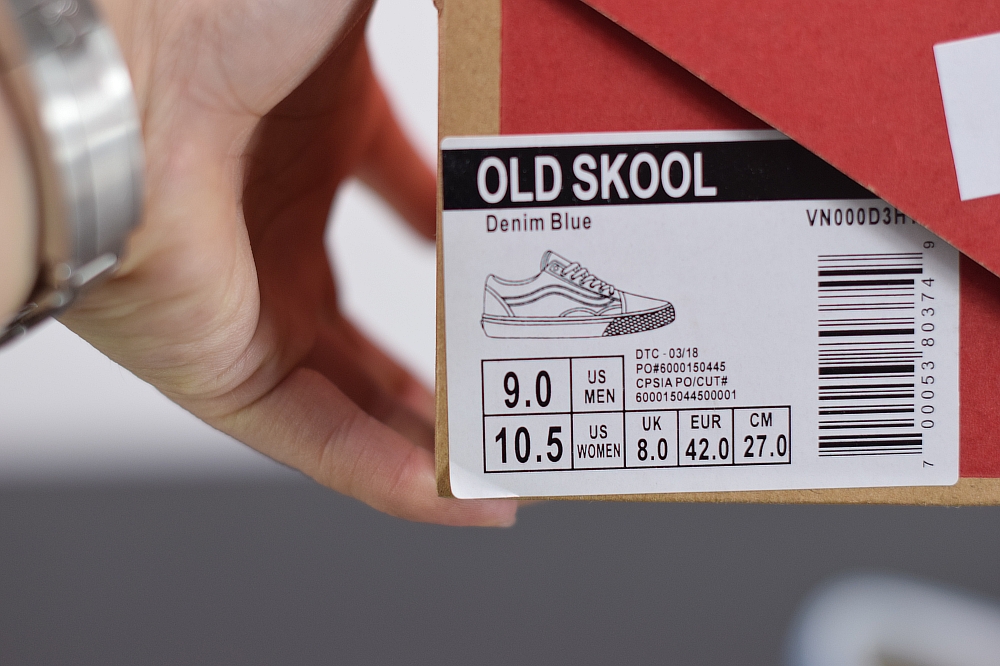 OLD SKOOL
Denim Blue
VN000D3H
DTC - 03/18
PO#6000150445
CPSIA PO/CUT#
600015044500001
9.0 US MEN
10.5 US WOMEN
UK 8.0
EUR 42.0
CM 27.0
7 00053 80374 9